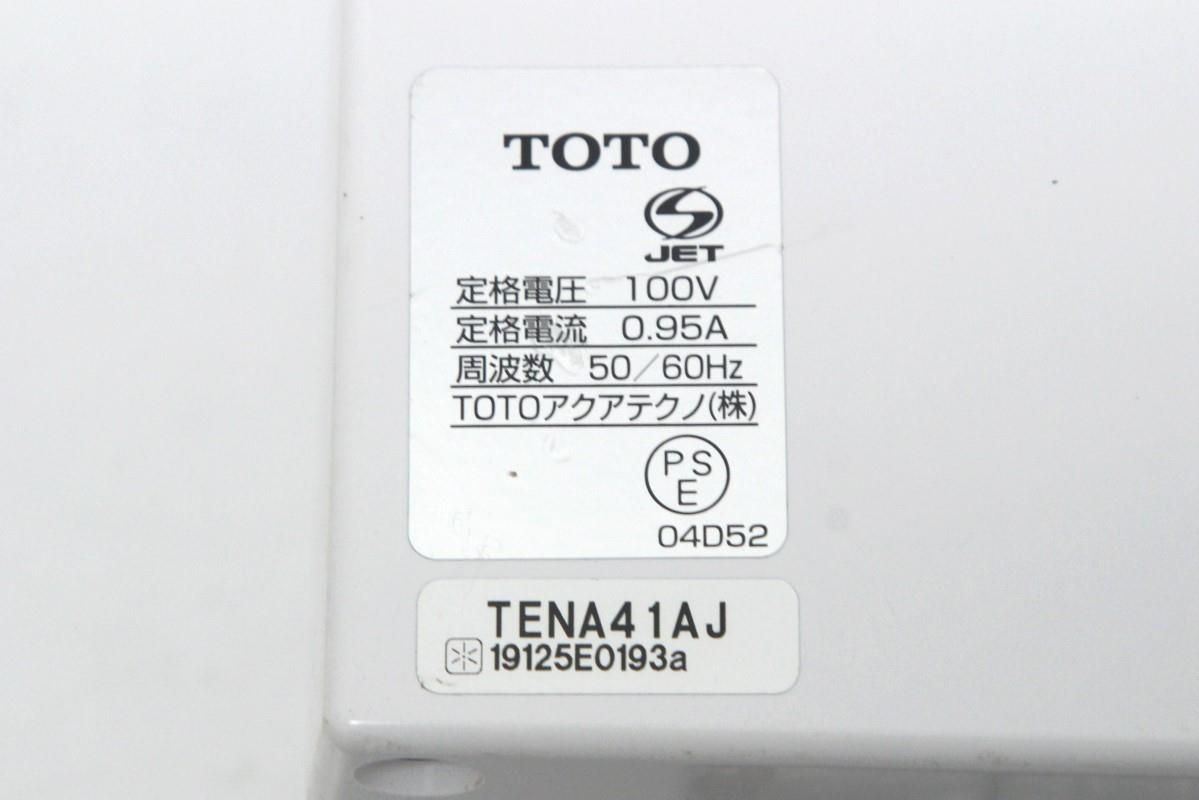 TOTO
S
JET
定格電圧 100V
定格電流 0.95A
周波数 50/60Hz
TOTOアクアテクノ(株)
PS
E
04D52
TENA41AJ
19125E0193a